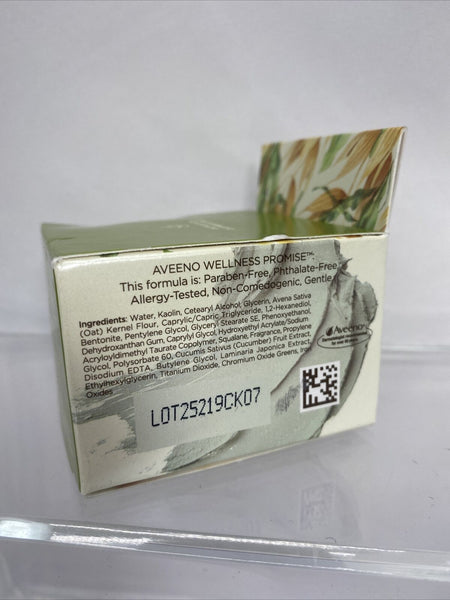 AVEENO WELLNESS PROMISE™:
This formula is: Paraben-Free, Phthalate-Free,
Allergy-Tested, Non-Comedogenic, Gentle
Ingredients: Water, Kaolin, Cetearyl Alcohol, Glycerin, Avena Sativa
(Oat) Kernel Flour, Caprylic/Capric Triglyceride, 1,2-Hexanediol,
Bentonite, Pentylene Glycol, Glyceryl Stearate SE, Phenoxyethanol,
Dehydroxanthan Gum, Caprylyl Glycol, Hydroxyethyl Acrylate/Sodium
Acryloyldimethyl Taurate Copolymer, Squalane, Fragrance, Propylene
Glycol, Polysorbate 60, Cucumis Sativus (Cucumber) Fruit Extract,
Disodium EDTA, Butylene Glycol, Laminaria Japonica Extract,
Ethylhexylglycerin, Titanium Dioxide, Chromium Oxide Greens, Iron
Oxides
Aveeno
LOT25219CK07